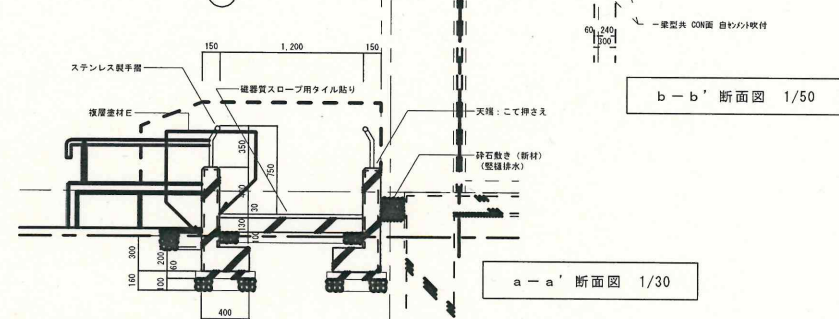 梁型共 CON面 自セメント吹付
60 240
300
b－b' 断面図 1/50
150 1,200 150
ステンレス製手摺
磁器質スロープ用タイル貼り
複層塗材E
天端：こて押さえ
350
750
砕石敷き（新材）
（竪樋排水）
30
130
100
300
200
60
160
100
a－a' 断面図 1/30
400